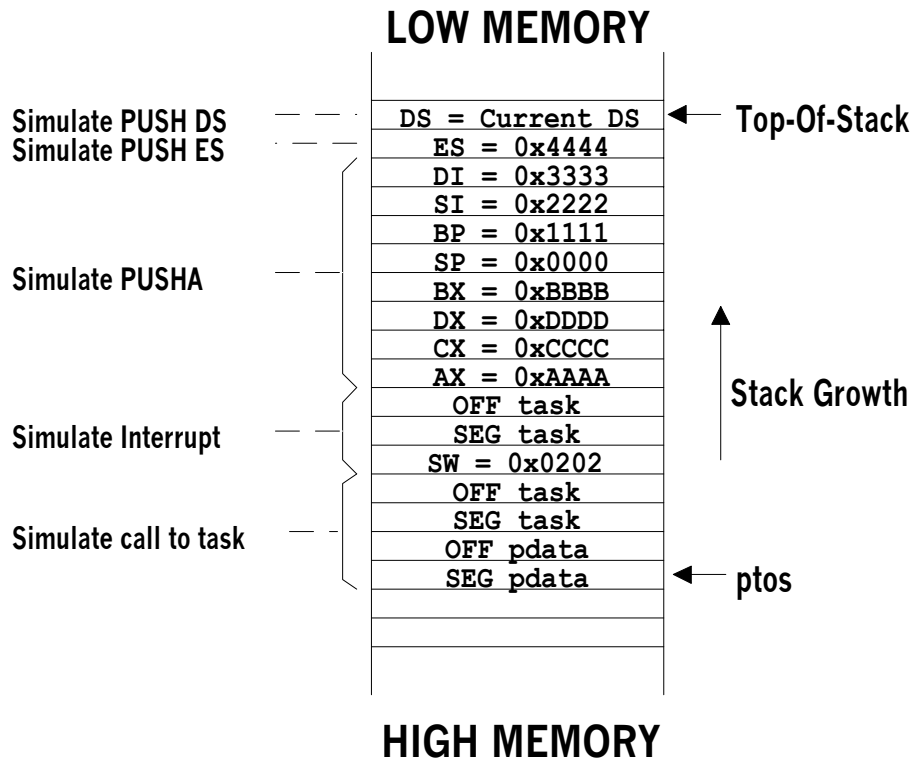 LOW MEMORY
Simulate PUSH DS
DS = Current DS
Top-Of-Stack
Simulate PUSH ES
ES = 0x4444
DI = 0x3333
SI = 0x2222
BP = 0x1111
Simulate PUSHA
SP = 0x0000
BX = 0xBBBB
DX = 0xDDDD
CX = 0xCCCC
AX = 0xAAAA
Stack Growth
OFF task
Simulate Interrupt
SEG task
SW = 0x0202
OFF task
SEG task
Simulate call to task
OFF pdata
SEG pdata
ptos
HIGH MEMORY